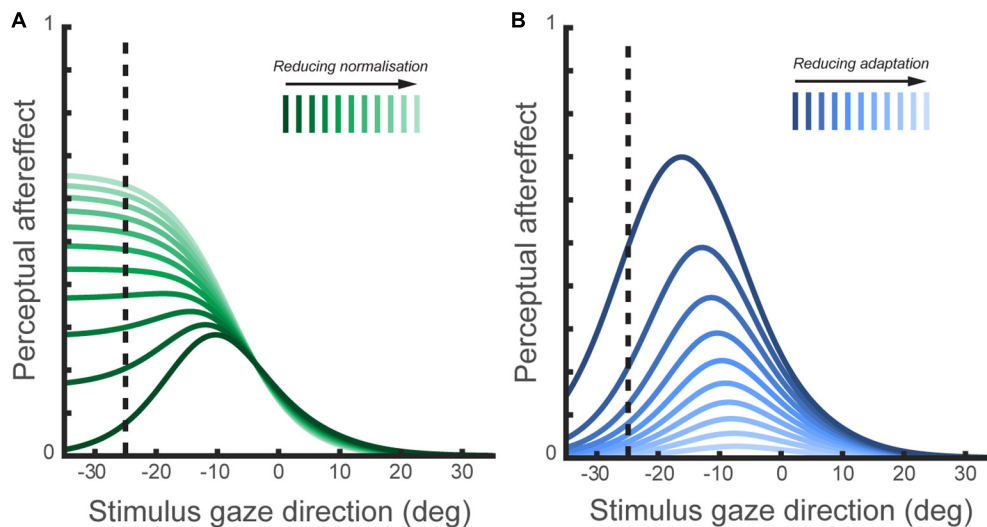 A
1
Reducing normalisation
Perceptual aftereffect
0
-30 -20 -10 0 10 20 30
Stimulus gaze direction (deg)
B
1
Reducing adaptation
Perceptual aftereffect
0
-30 -20 -10 0 10 20 30
Stimulus gaze direction (deg)